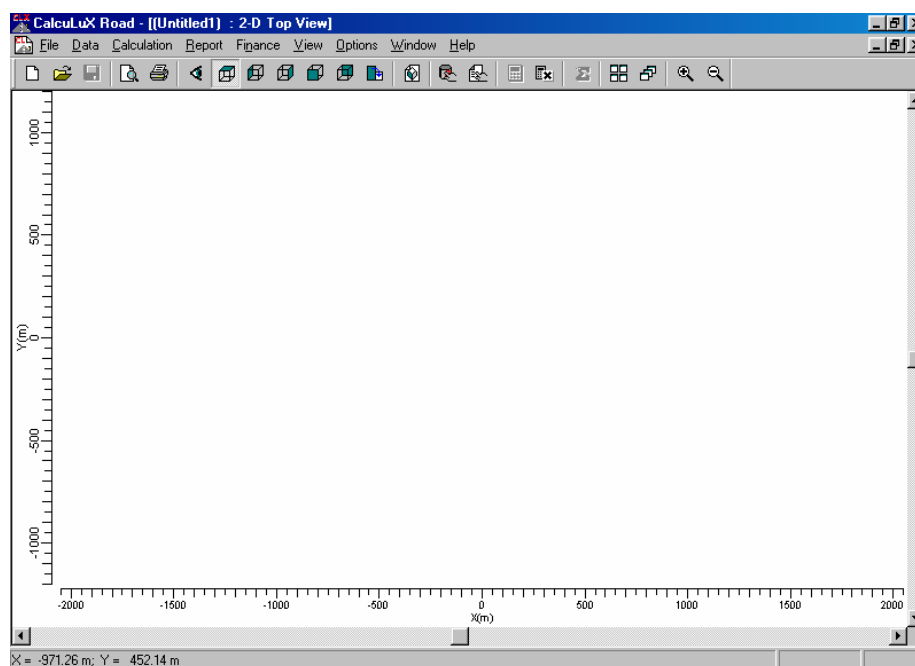 CalcuLuX Road - [(Untitled1) : 2-D Top View]
File Data Calculation Report Finance View Options Window Help
1000
500
Y(m)
0
-500
-1000
-2000 -1500 -1000 -500 0 500 1000 1500 2000
X(m)
X = -971.26 m; Y = 452.14 m